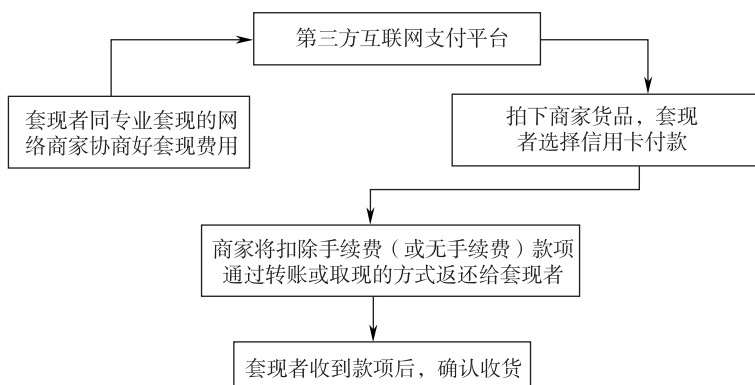 第三方互联网支付平台
套现者同专业套现的网
络商家协商好套现费用
拍下商家货品，套现
者选择信用卡付款
商家将扣除手续费（或无手续费）款项
通过转账或取现的方式返还给套现者
套现者收到款项后，确认收货